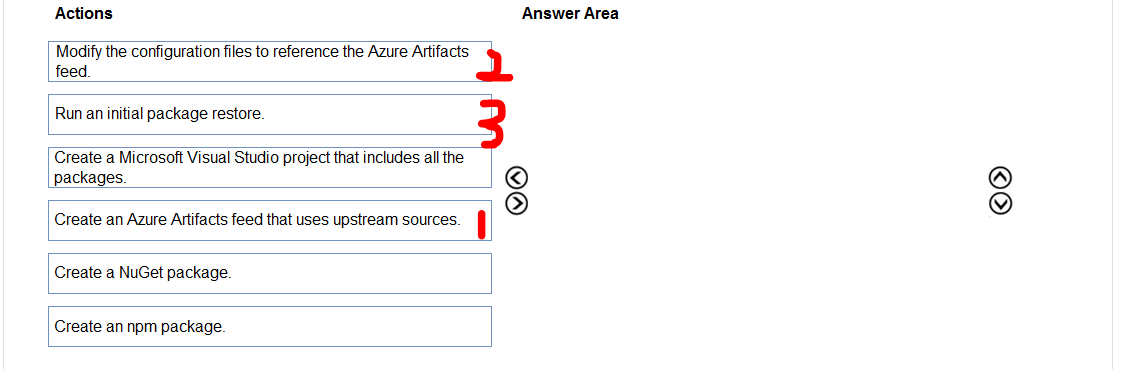 Actions
Answer Area
Modify the configuration files to reference the Azure Artifacts
feed.
2
Run an initial package restore.
3
Create a Microsoft Visual Studio project that includes all the
packages.
Create an Azure Artifacts feed that uses upstream sources.
1
Create a NuGet package.
Create an npm package.